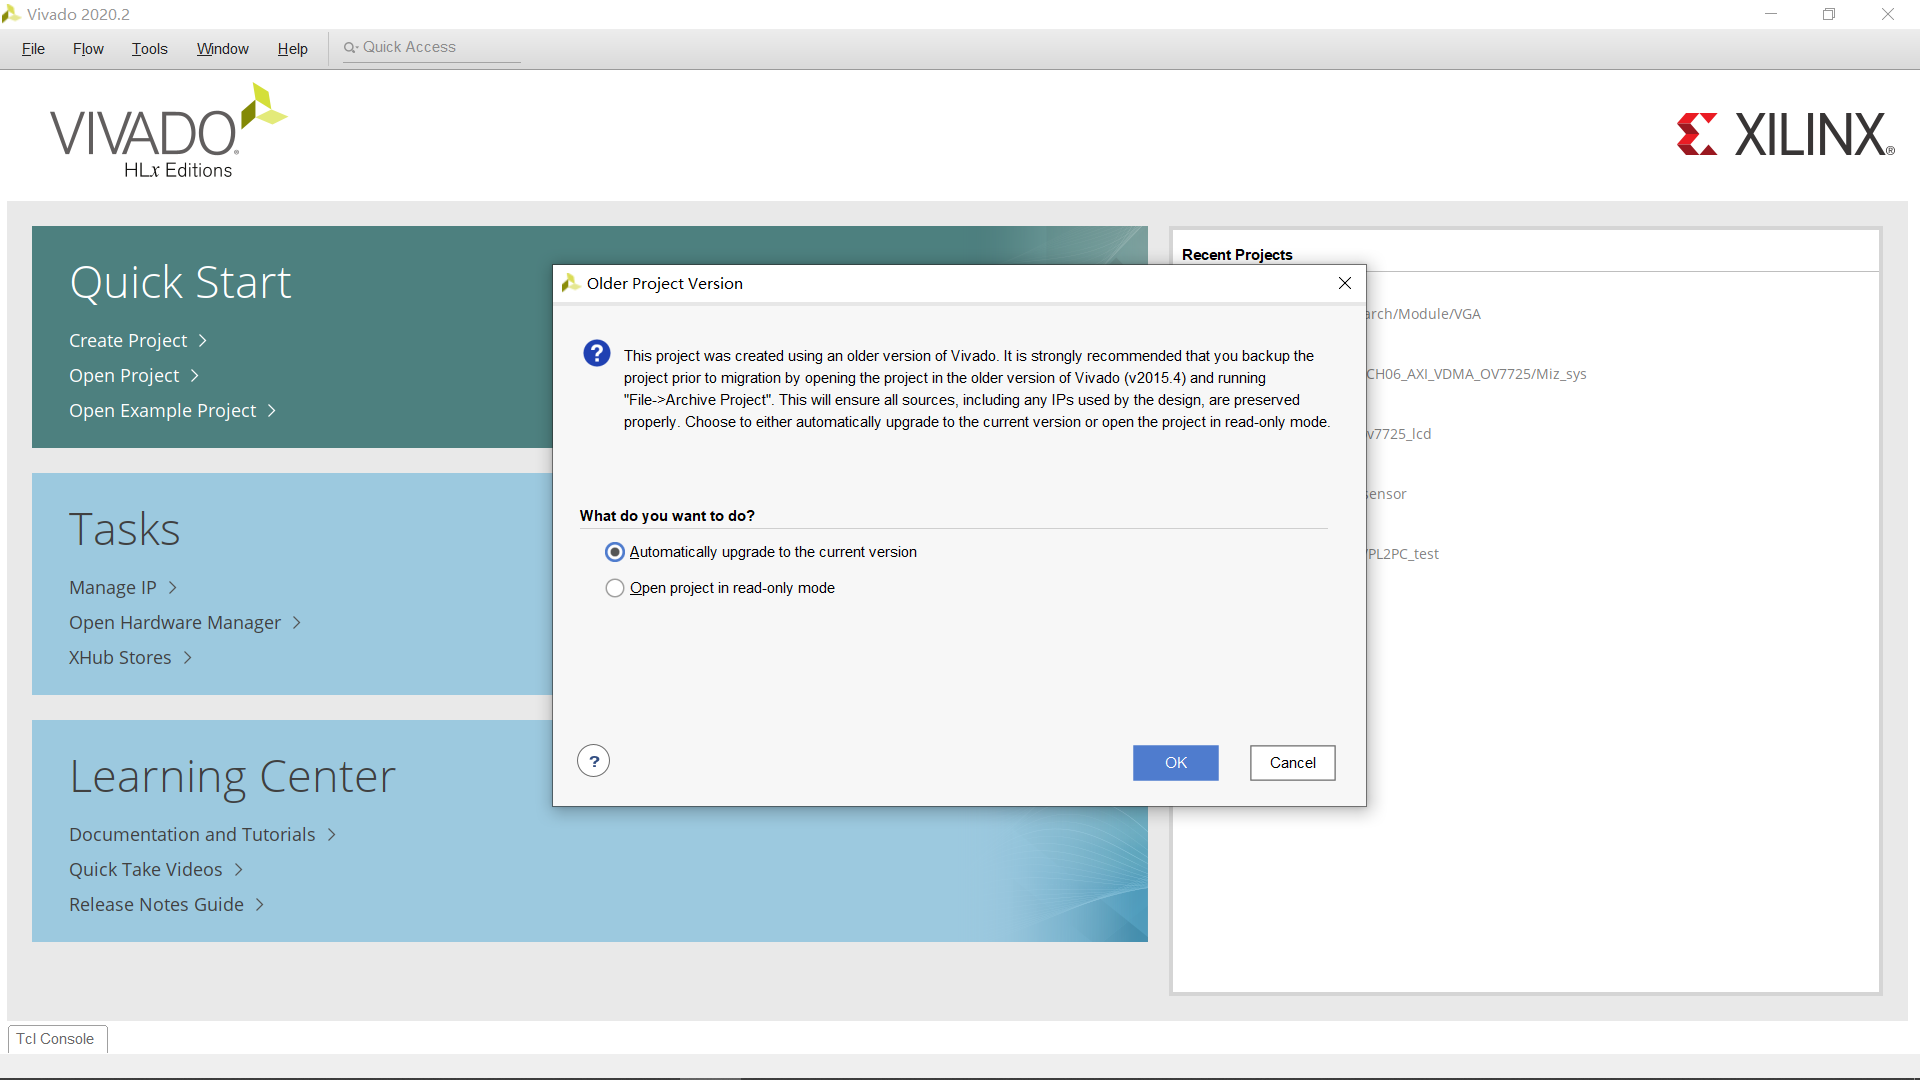 Vivado 2020.2
File Flow Tools Window Help Quick Access
VIVADO
HLx Editions
XILINX®
Quick Start
Create Project
Open Project
Open Example Project
Tasks
Manage IP
Open Hardware Manager
XHub Stores
Learning Center
Documentation and Tutorials
Quick Take Videos
Release Notes Guide
Older Project Version
This project was created using an older version of Vivado. It is strongly recommended that you backup the
project prior to migration by opening the project in the older version of Vivado (v2015.4) and running
"File->Archive Project". This will ensure all sources, including any IPs used by the design, are preserved
properly. Choose to either automatically upgrade to the current version or open the project in read-only mode.
What do you want to do?
Automatically upgrade to the current version
Open project in read-only mode
?
OK Cancel
Recent Projects
arch/Module/VGA
CH06_AXI_VDMA_OV7725/Miz_sys
v7725_lcd
sensor
/PL2PC_test
Tcl Console